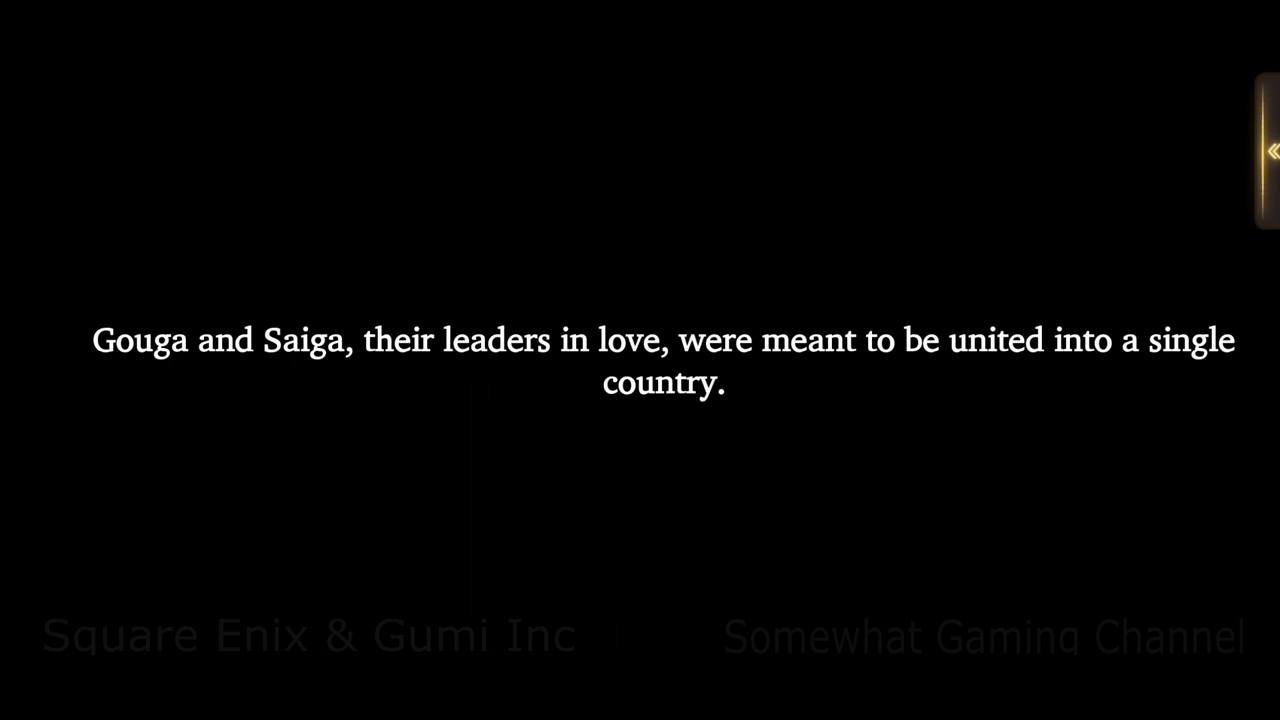 Gouga and Saiga, their leaders in love, were meant to be united into a single
country.
Square Enix & Gumi Inc
Somewhat Gaming Channel